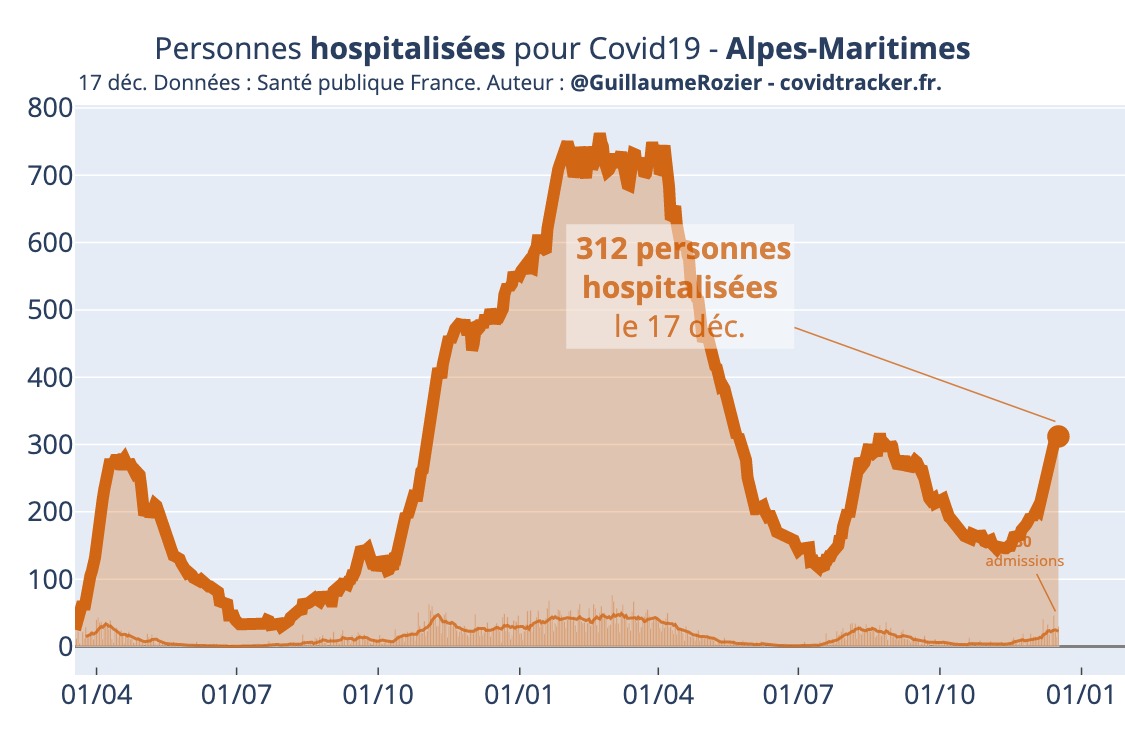 Personnes hospitalisées pour Covid19 - Alpes-Maritimes
17 déc. Données : Santé publique France. Auteur : @GuillaumeRozier - covidtracker.fr.
800
700
600
500
400
300
200
100
0
312 personnes
hospitalisées
le 17 déc.
admissions
01/04
01/07
01/10
01/01
01/04
01/07
01/10
01/01